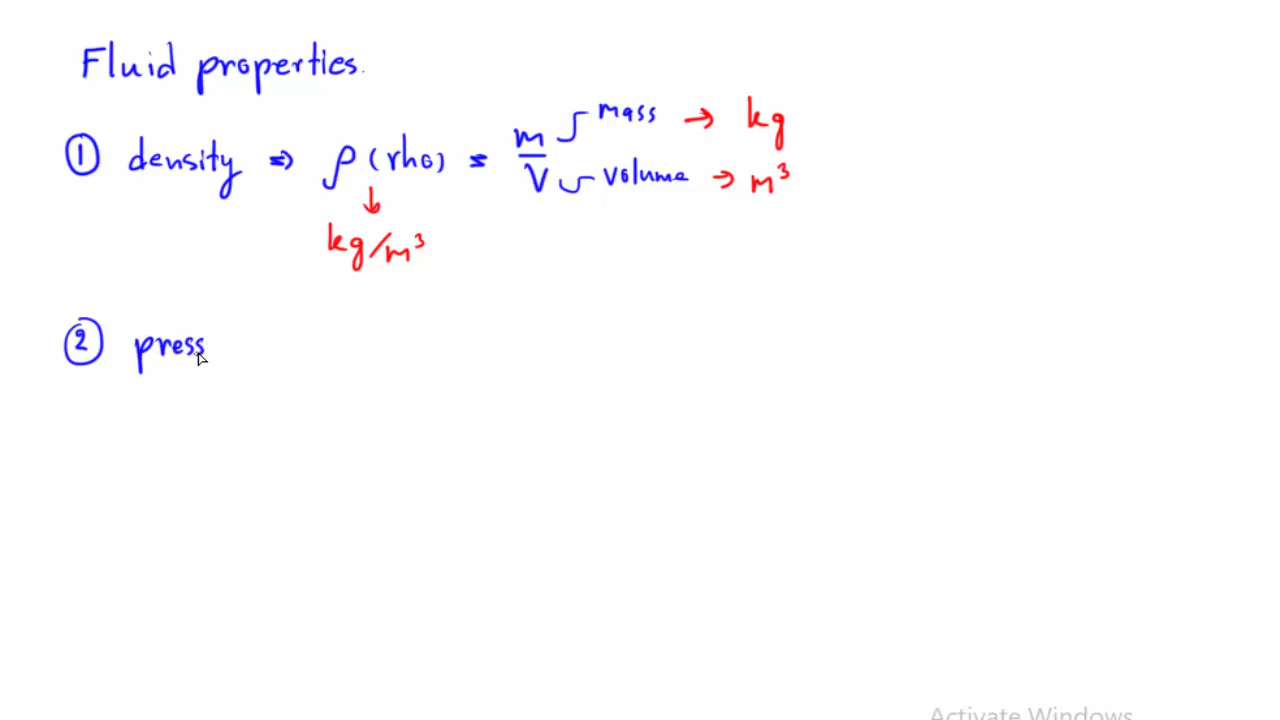 Fluid properties.
① density ⇒ ρ (rho) = m/V mass → kg
volume → m³
↓
kg/m³
② press
Activate Windows